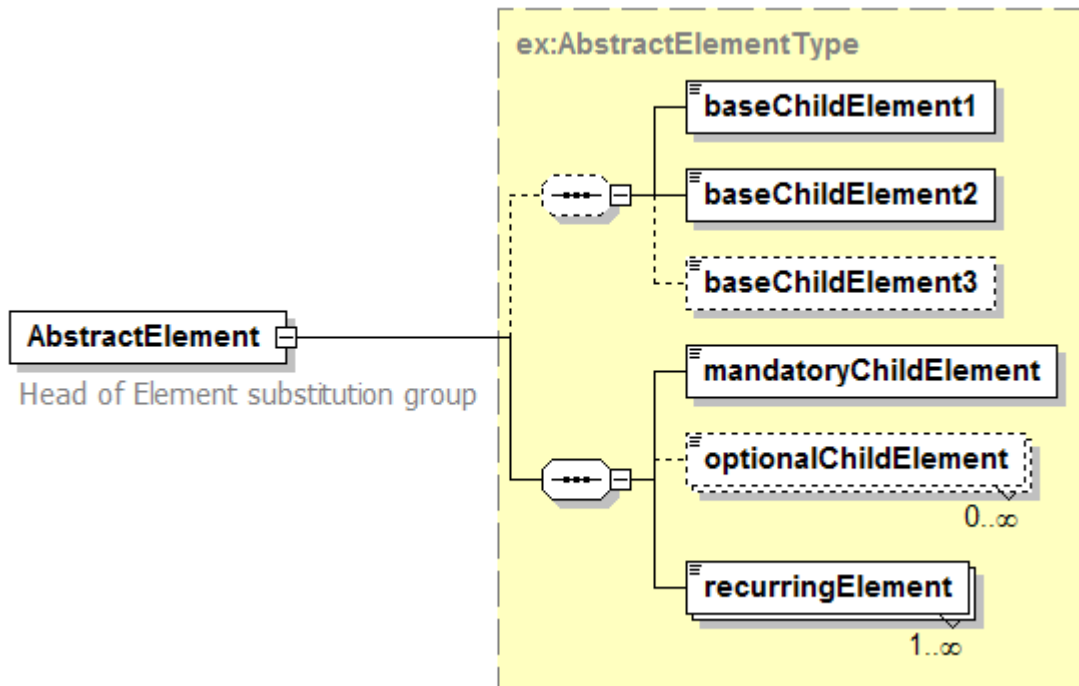 ex:AbstractElementType
baseChildElement1
baseChildElement2
baseChildElement3
AbstractElement
Head of Element substitution group
mandatoryChildElement
optionalChildElement
0..∞
recurringElement
1..∞